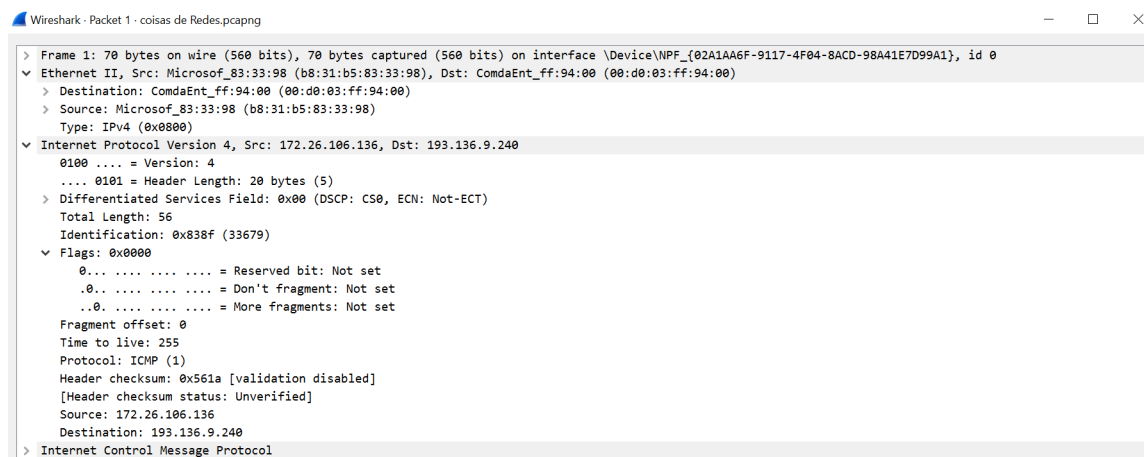 Wireshark · Packet 1 · coisas de Redes.pcapng
Frame 1: 70 bytes on wire (560 bits), 70 bytes captured (560 bits) on interface \Device\NPF_{02A1AA6F-9117-4F04-8ACD-98A41E7D99A1}, id 0
Ethernet II, Src: Microsof_83:33:98 (b8:31:b5:83:33:98), Dst: ComdaEnt_ff:94:00 (00:d0:03:ff:94:00)
Destination: ComdaEnt_ff:94:00 (00:d0:03:ff:94:00)
Source: Microsof_83:33:98 (b8:31:b5:83:33:98)
Type: IPv4 (0x0800)
Internet Protocol Version 4, Src: 172.26.106.136, Dst: 193.136.9.240
0100 .... = Version: 4
.... 0101 = Header Length: 20 bytes (5)
Differentiated Services Field: 0x00 (DSCP: CS0, ECN: Not-ECT)
Total Length: 56
Identification: 0x838f (33679)
Flags: 0x0000
0... .... .... .... = Reserved bit: Not set
.0.. .... .... .... = Don't fragment: Not set
..0. .... .... .... = More fragments: Not set
Fragment offset: 0
Time to live: 255
Protocol: ICMP (1)
Header checksum: 0x561a [validation disabled]
[Header checksum status: Unverified]
Source: 172.26.106.136
Destination: 193.136.9.240
Internet Control Message Protocol